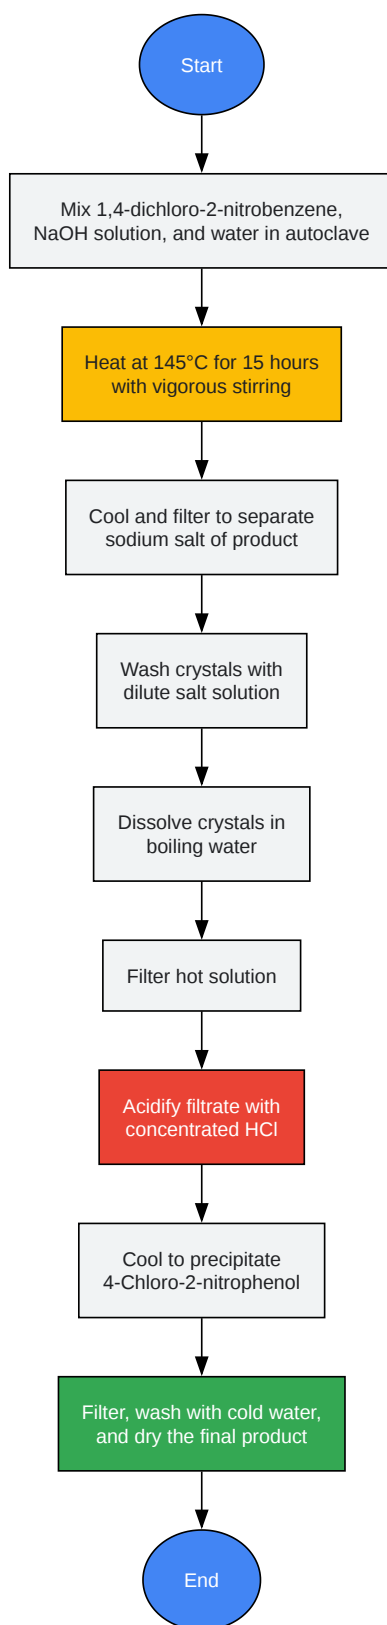 Start
Mix 1,4-dichloro-2-nitrobenzene,
NaOH solution, and water in autoclave
Heat at 145°C for 15 hours
with vigorous stirring
Cool and filter to separate
sodium salt of product
Wash crystals with
dilute salt solution
Dissolve crystals in
boiling water
Filter hot solution
Acidify filtrate with
concentrated HCl
Cool to precipitate
4-Chloro-2-nitrophenol
Filter, wash with cold water,
and dry the final product
End